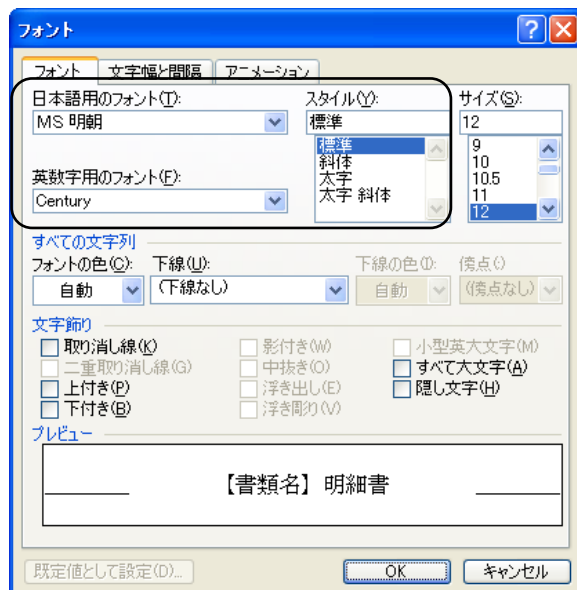 フォント
フォント 文字幅と間隔 アニメーション
日本語用のフォント(T): スタイル(Y): サイズ(S):
MS 明朝 標準 12
標準 9
斜体 10
太字 10.5
太字 斜体 11
12
英数字用のフォント(F):
Century
すべての文字列
フォントの色(C): 下線(U): 下線の色(I): 傍点(·)
自動 (下線なし) 自動 (傍点なし)
文字飾り
取り消し線(K) 影付き(W) 小型英大文字(M)
二重取り消し線(G) 中抜き(O) すべて大文字(A)
上付き(P) 浮き出し(E) 隠し文字(H)
下付き(B) 浮き彫り(V)
プレビュー
【書類名】明細書
既定値として設定(D)... OK キャンセル